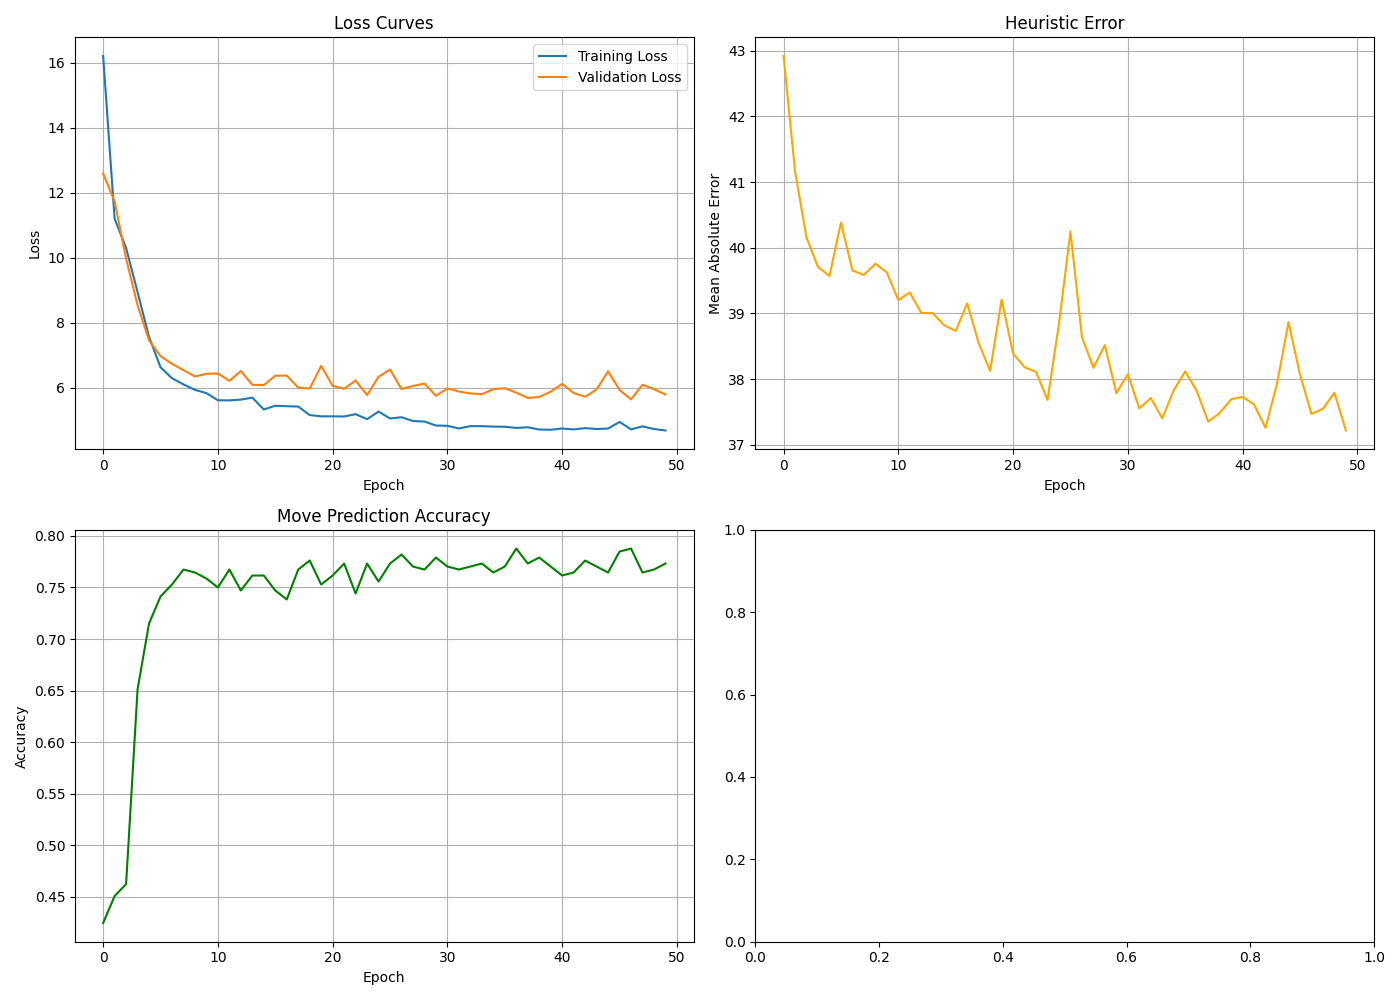 Loss Curves
Training Loss
Validation Loss
16
14
12
10
8
6
Loss
0 10 20 30 40 50
Epoch
Heuristic Error
43
42
41
40
39
38
37
Mean Absolute Error
0 10 20 30 40 50
Epoch
Move Prediction Accuracy
0.80
0.75
0.70
0.65
0.60
0.55
0.50
0.45
Accuracy
0 10 20 30 40 50
Epoch
1.0
0.8
0.6
0.4
0.2
0.0
0.0 0.2 0.4 0.6 0.8 1.0